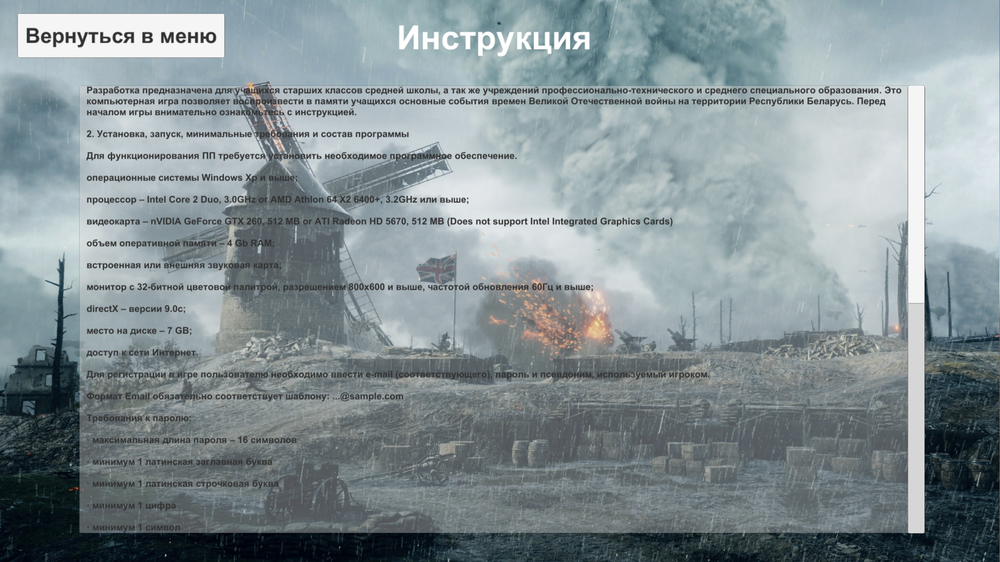 Вернуться в меню
Инструкция
Разработка предназначена для учащихся старших классов средней школы, а так же учреждений профессионально-технического и среднего специального образования. Это
компьютерная игра позволяет воспроизвести в памяти учащихся основные события времен Великой Отечественной войны на территории Республики Беларусь. Перед
началом игры внимательно ознакомьтесь с инструкцией.
2. Установка, запуск, минимальные требования и состав программы
Для функционирования ПП требуется установить необходимое программное обеспечение.
операционные системы Windows Xp и выше;
процессор – Intel Core 2 Duo, 3.0GHz or AMD Athlon 64 X2 6400+, 3.2GHz или выше;
видеокарта – nVIDIA GeForce GTX 260, 512 MB or ATI Radeon HD 5670, 512 MB (Does not support Intel Integrated Graphics Cards)
объем оперативной памяти – 4 Gb RAM;
встроенная или внешняя звуковая карта;
монитор с 32-битной цветовой палитрой, разрешением 800x600 и выше, частотой обновления 60Гц и выше;
directX – версии 9.0c;
место на диске – 7 GB;
доступ к сети Интернет.
Для регистрации в игре пользователю необходимо ввести e-mail (соответствующего), пароль и псевдоним, используемый игроком.
Формат Email обязательно соответствует шаблону: ...@sample.com
Требования к паролю:
· максимальная длина пароля – 16 символов
· минимум 1 латинская заглавная буква
· минимум 1 латинская строчковая буква
· минимум 1 цифра
· минимум 1 символ